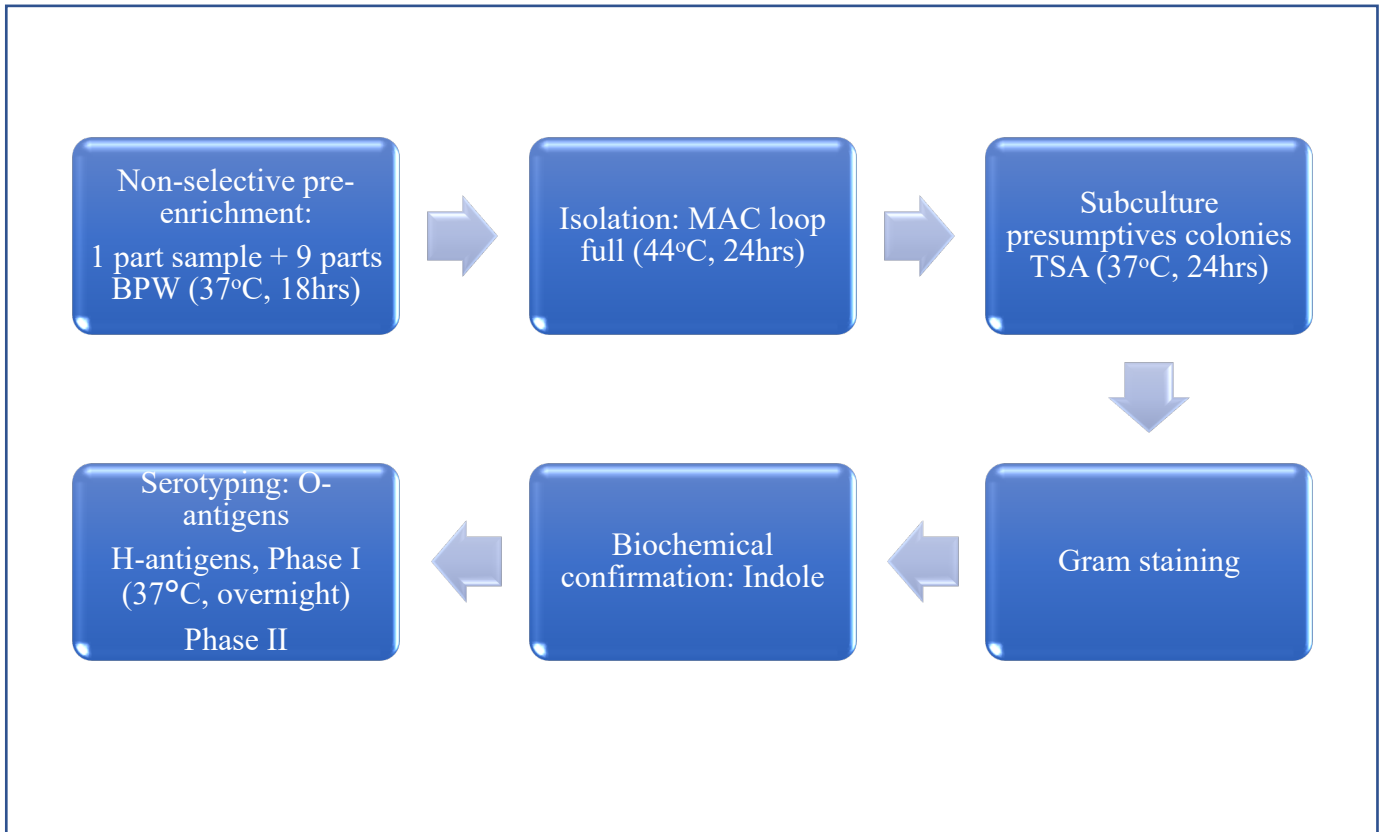 Non-selective pre-
enrichment:
1 part sample + 9 parts
BPW (37°C, 18hrs)
Isolation: MAC loop
full (44°C, 24hrs)
Subculture
presumptives colonies
TSA (37°C, 24hrs)
Gram staining
Biochemical
confirmation: Indole
Serotyping: O-
antigens
H-antigens, Phase I
(37°C, overnight)
Phase II